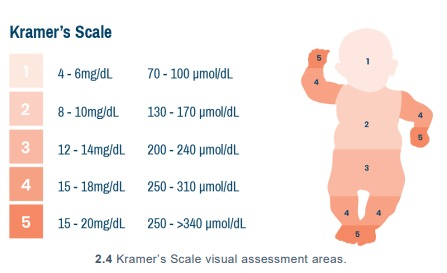 Kramer's Scale
1 4 - 6mg/dL 70 - 100 µmol/dL
2 8 - 10mg/dL 130 - 170 µmol/dL
3 12 - 14mg/dL 200 - 240 µmol/dL
4 15 - 18mg/dL 250 - 310 µmol/dL
5 15 - 20mg/dL 250 - >340 µmol/dL
5
1
4
4
2
5
3
4 4
5
2.4 Kramer's Scale visual assessment areas.